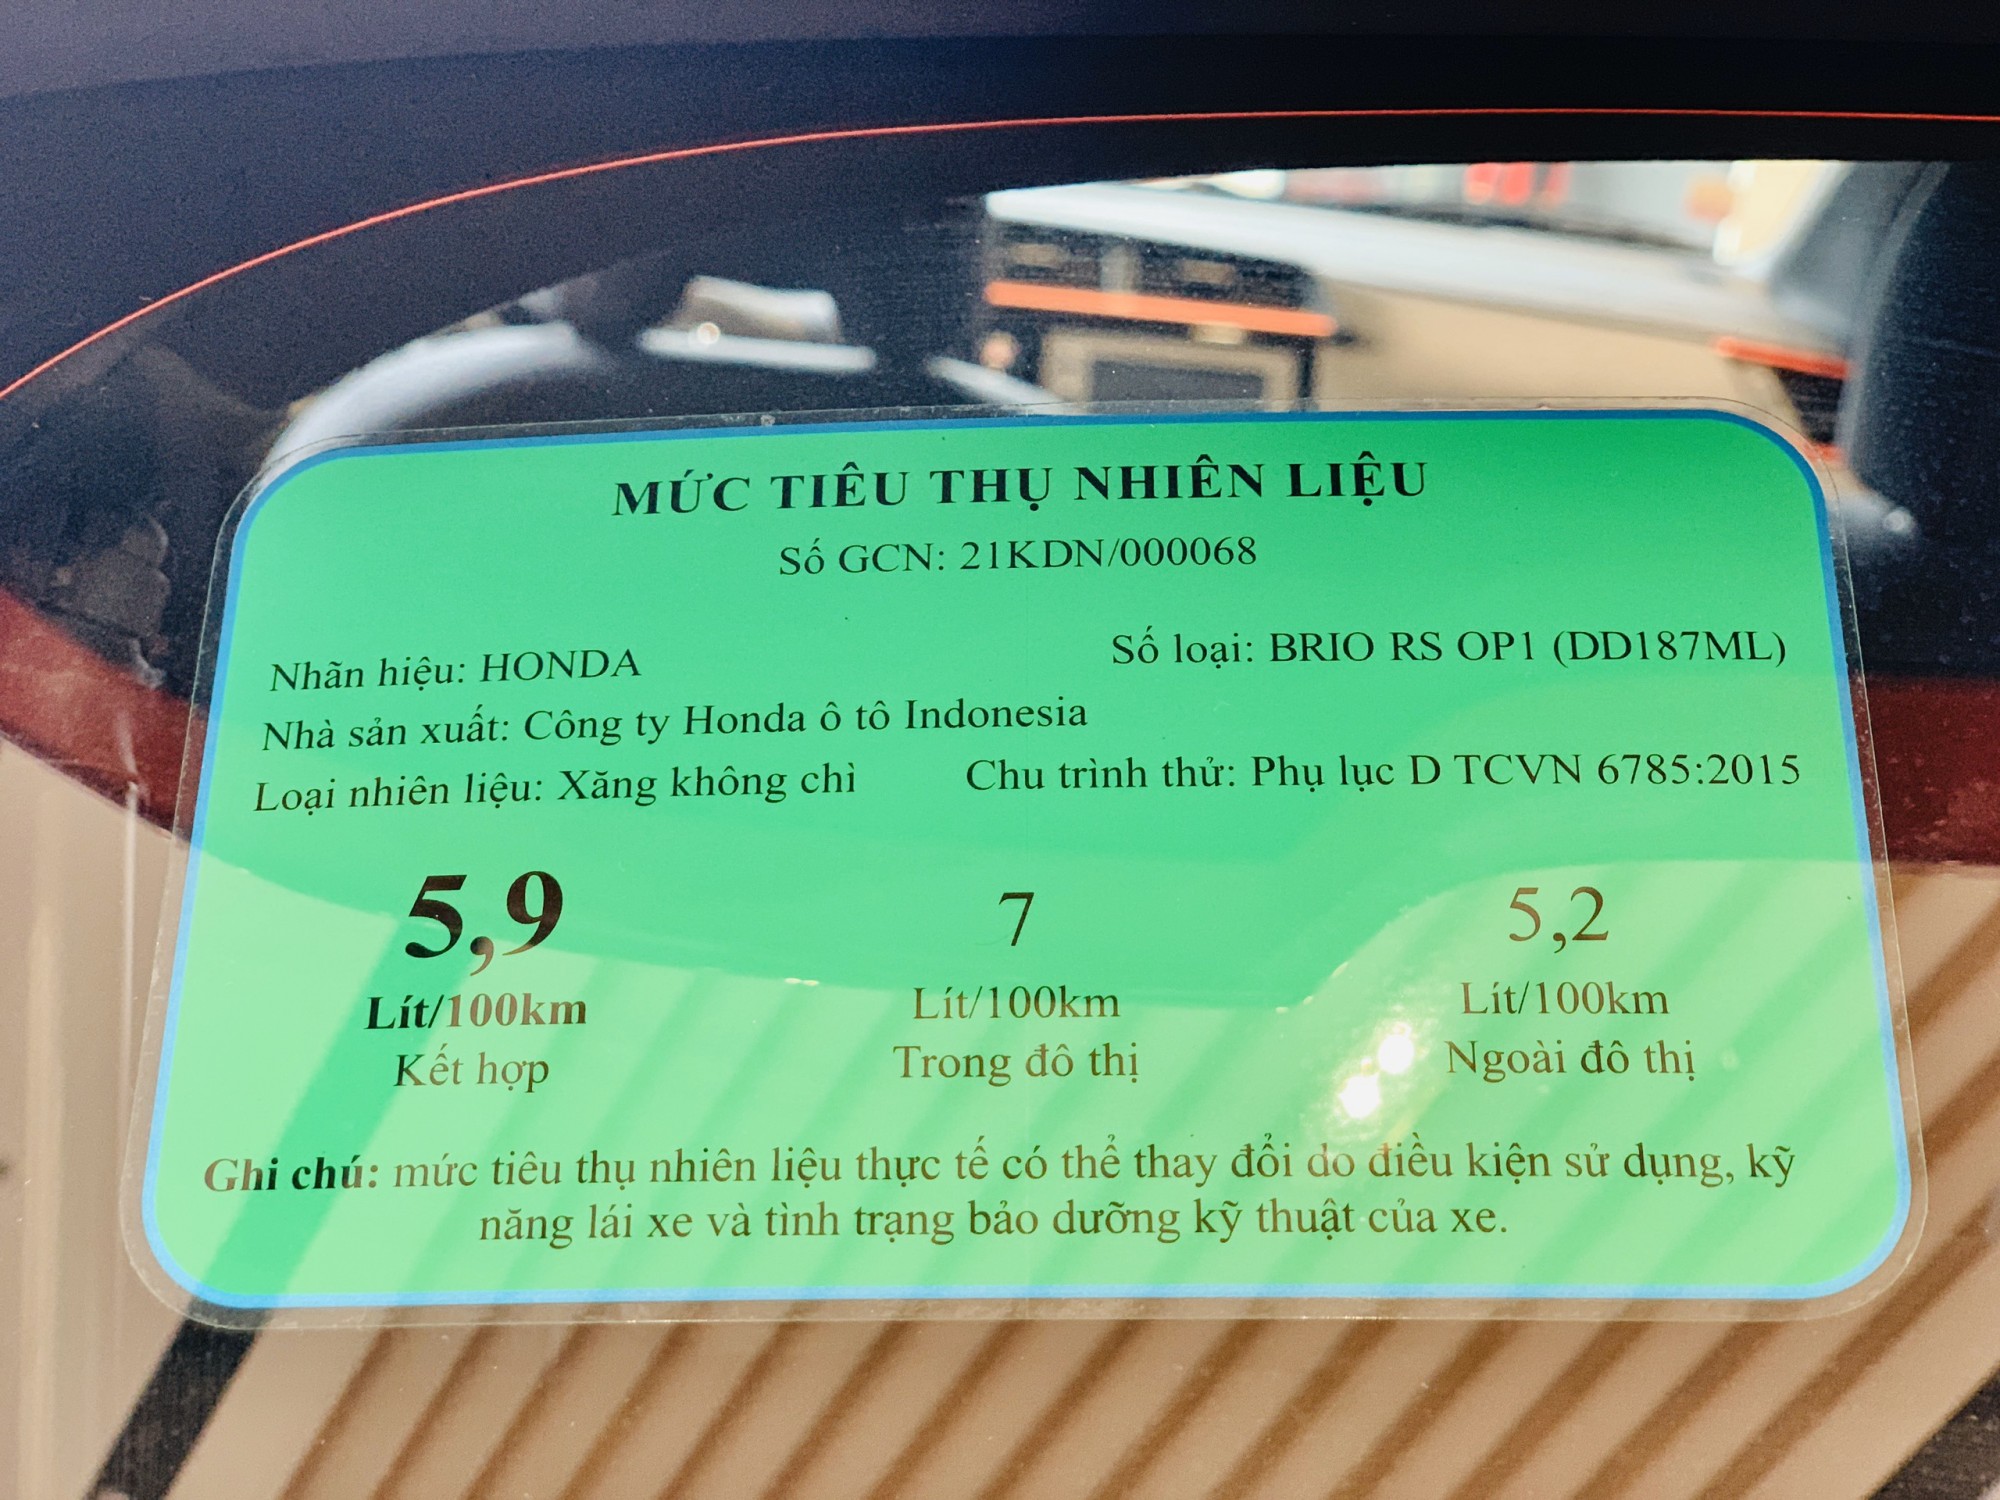 MỨC TIÊU THỤ NHIÊN LIỆU
Số GCN: 21KDN/000068
Nhãn hiệu: HONDA Số loại: BRIO RS OP1 (DD187ML)
Nhà sản xuất: Công ty Honda ô tô Indonesia
Loại nhiên liệu: Xăng không chì Chu trình thử: Phụ lục D TCVN 6785:2015
5,9 7 5,2
Lít/100km Lít/100km Lít/100km
Kết hợp Trong đô thị Ngoài đô thị
Ghi chú: mức tiêu thụ nhiên liệu thực tế có thể thay đổi do điều kiện sử dụng, kỹ
năng lái xe và tình trạng bảo dưỡng kỹ thuật của xe.